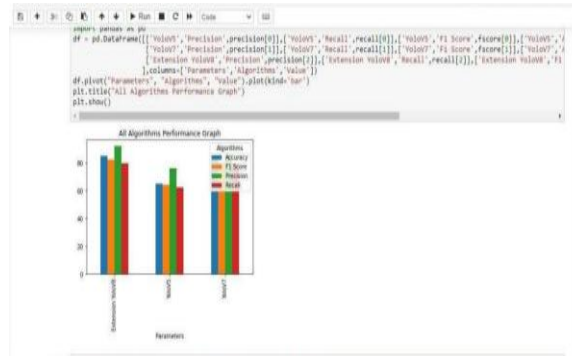 Run
Code
import pandas as pd
df = pd.DataFrame([['YoloV5','Precision',precision[0]],['YoloV5','Recall',recall[0]],['YoloV5','F1 Score',fscore[0]],['YoloV5',
['YoloV7','Precision',precision[1]],['YoloV7','Recall',recall[1]],['YoloV7','F1 Score',fscore[1]],['YoloV7',
['Extension YoloV8','Precision',precision[2]],['Extension YoloV8','Recall',recall[2]],['Extension YoloV8','F1
],columns=['Parameters','Algorithms','Value'])
df.pivot("Parameters", "Algorithms", "Value").plot(kind='bar')
plt.title("All Algorithms Performance Graph")
plt.show()
All Algorithms Performance Graph
Algorithms
Accuracy
F1 Score
Precision
Recall
80
60
40
20
0
Extension YoloV8
YoloV5
YoloV7
Parameters